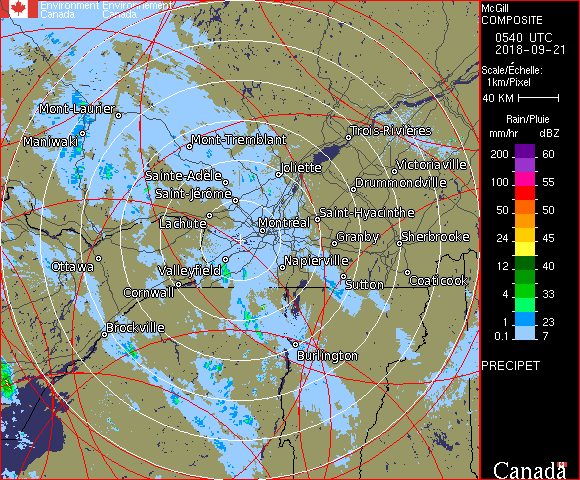 Environment Environnement
Canada Canada
McGill
COMPOSITE
0540 UTC
2018-09-21
Scale/Échelle:
1km/Pixel
40 KM
Rain/Pluie
mm/hr dBZ
200 60
100 55
50 50
24 45
12 40
4 33
1 23
0.1 7
PRECIPET
Canada
Mont-Laurier
Maniwaki
Mont-Tremblant
Trois-Rivières
Sainte-Adèle
Joliette
Victoriaville
Saint-Jérôme
Drummondville
Lachute
Montréal
Saint-Hyacinthe
Granby
Sherbrooke
Ottawa
Valleyfield
Napierville
Cornwall
Sutton
Coaticook
Brockville
Burlington